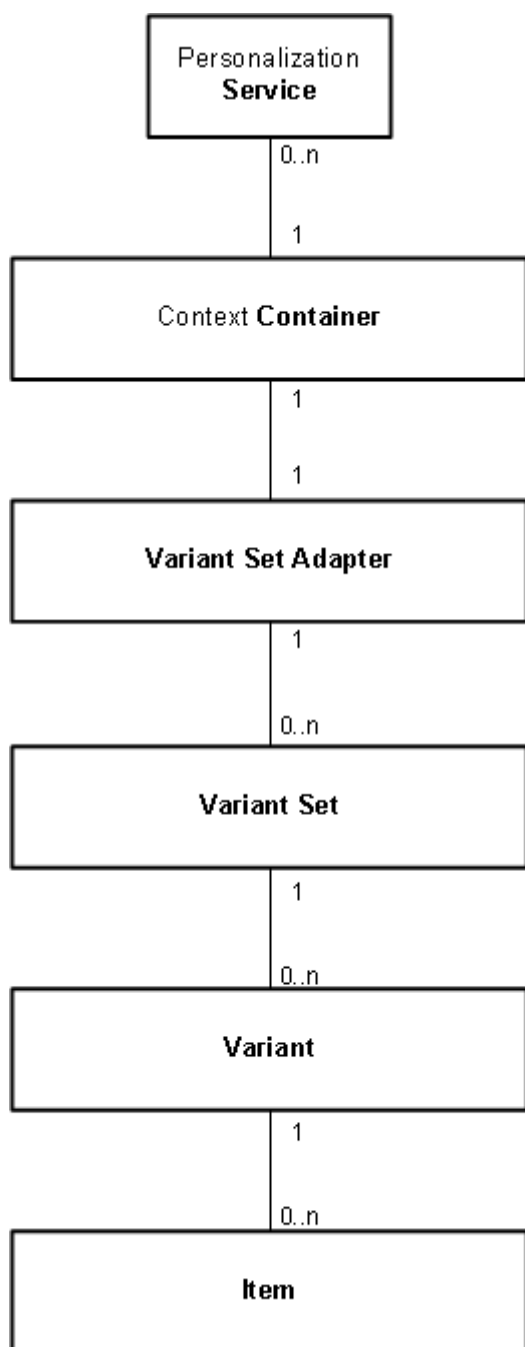 Personalization
Service
0..n
1
Context Container
1
1
Variant Set Adapter
1
0..n
Variant Set
1
0..n
Variant
1
0..n
Item